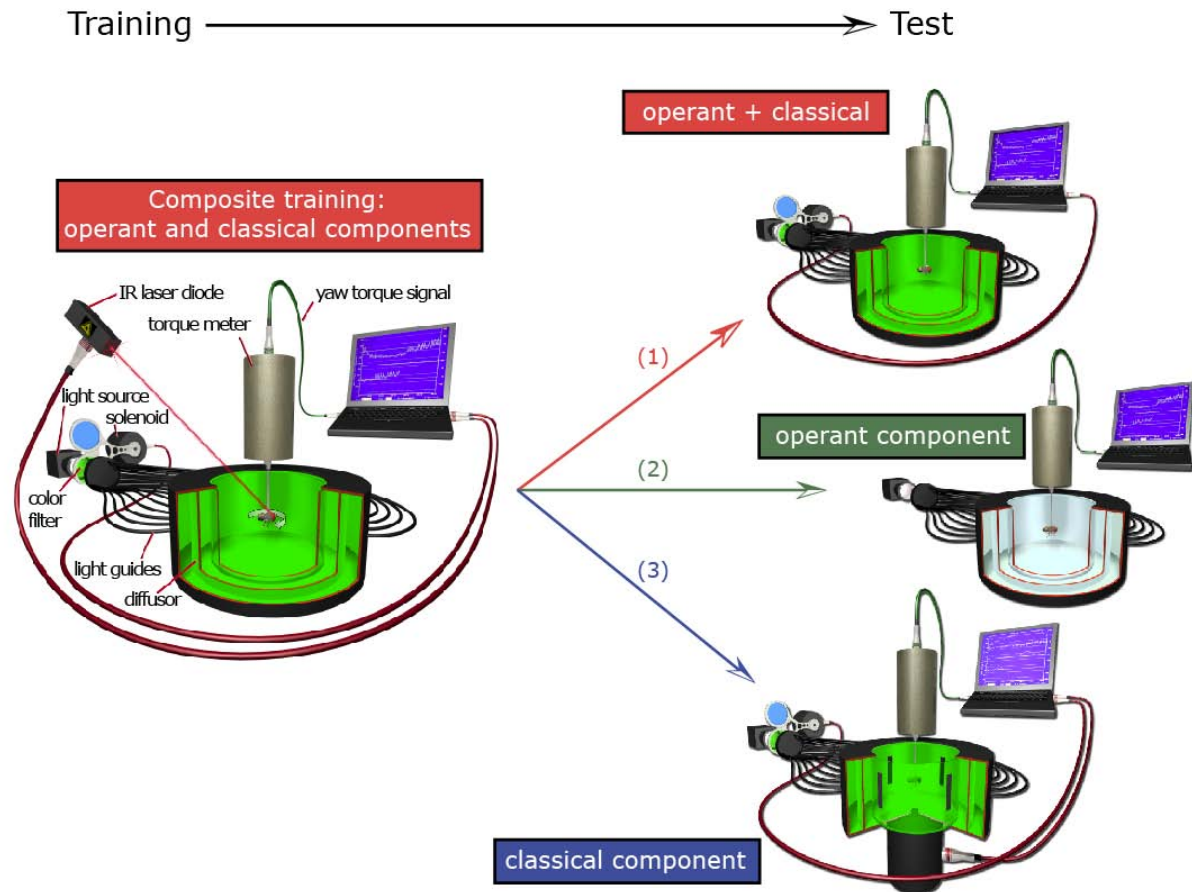 Training
Test
operant + classical
Composite training:
operant and classical components
IR laser diode
yaw torque signal
torque meter
light source
solenoid
color
filter
light guides
diffusor
(1)
(2)
(3)
operant component
classical component